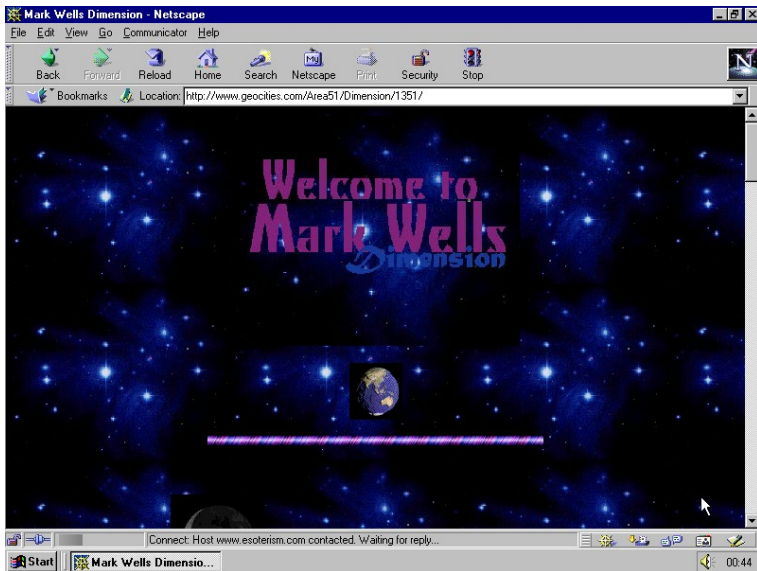 Mark Wells Dimension - Netscape
File Edit View Go Communicator Help
Back Forward Reload Home Search Netscape Print Security Stop
My
N
Bookmarks Location: http://www.geocities.com/Area51/Dimension/1351/
Welcome to
Mark Wells
Dimension
Connect: Host www.esoterism.com contacted. Waiting for reply...
Start Mark Wells Dimensio... 00:44